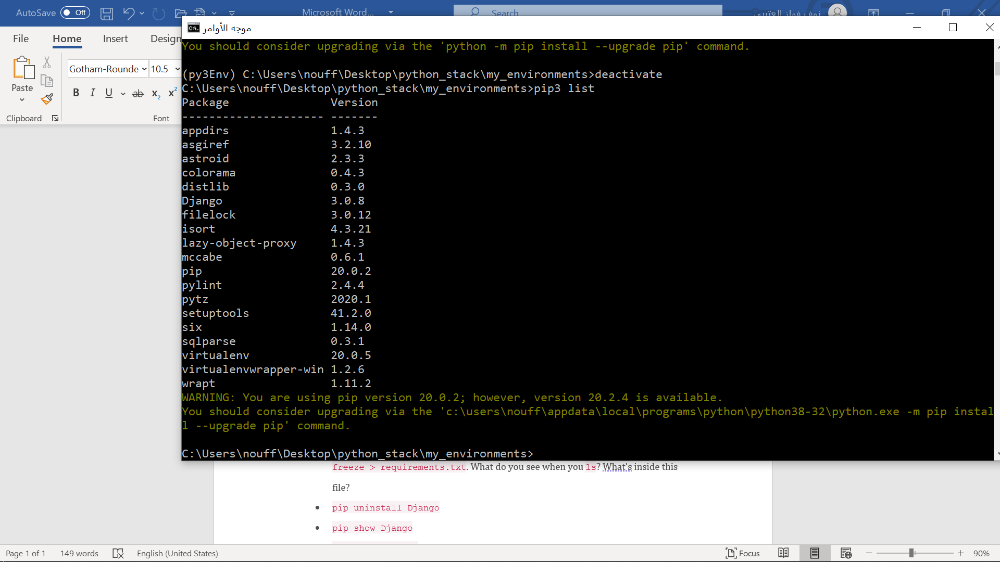 AutoSave Off Microsoft Word... Search نوف فواز العتيبي
File Home Insert Design
موجه الأوامر
Paste
Clipboard
Gotham-Rounde 10.5
B I U ab x₂ x²
Font
You should consider upgrading via the 'python -m pip install --upgrade pip' command.
(py3Env) C:\Users\nouff\Desktop\python_stack\my_environments>deactivate
C:\Users\nouff\Desktop\python_stack\my_environments>pip3 list
Package Version
--------------------- -------
appdirs 1.4.3
asgiref 3.2.10
astroid 2.3.3
colorama 0.4.3
distlib 0.3.0
Django 3.0.8
filelock 3.0.12
isort 4.3.21
lazy-object-proxy 1.4.3
mccabe 0.6.1
pip 20.0.2
pylint 2.4.4
pytz 2020.1
setuptools 41.2.0
six 1.14.0
sqlparse 0.3.1
virtualenv 20.0.5
virtualenvwrapper-win 1.2.6
wrapt 1.11.2
WARNING: You are using pip version 20.0.2; however, version 20.2.4 is available.
You should consider upgrading via the 'c:\users\nouff\appdata\local\programs\python\python38-32\python.exe -m pip instal
l --upgrade pip' command.
C:\Users\nouff\Desktop\python_stack\my_environments>
freeze > requirements.txt. What do you see when you ls? What's inside this
file?
• pip uninstall Django
• pip show Django
Page 1 of 1 149 words English (United States) Focus 90%